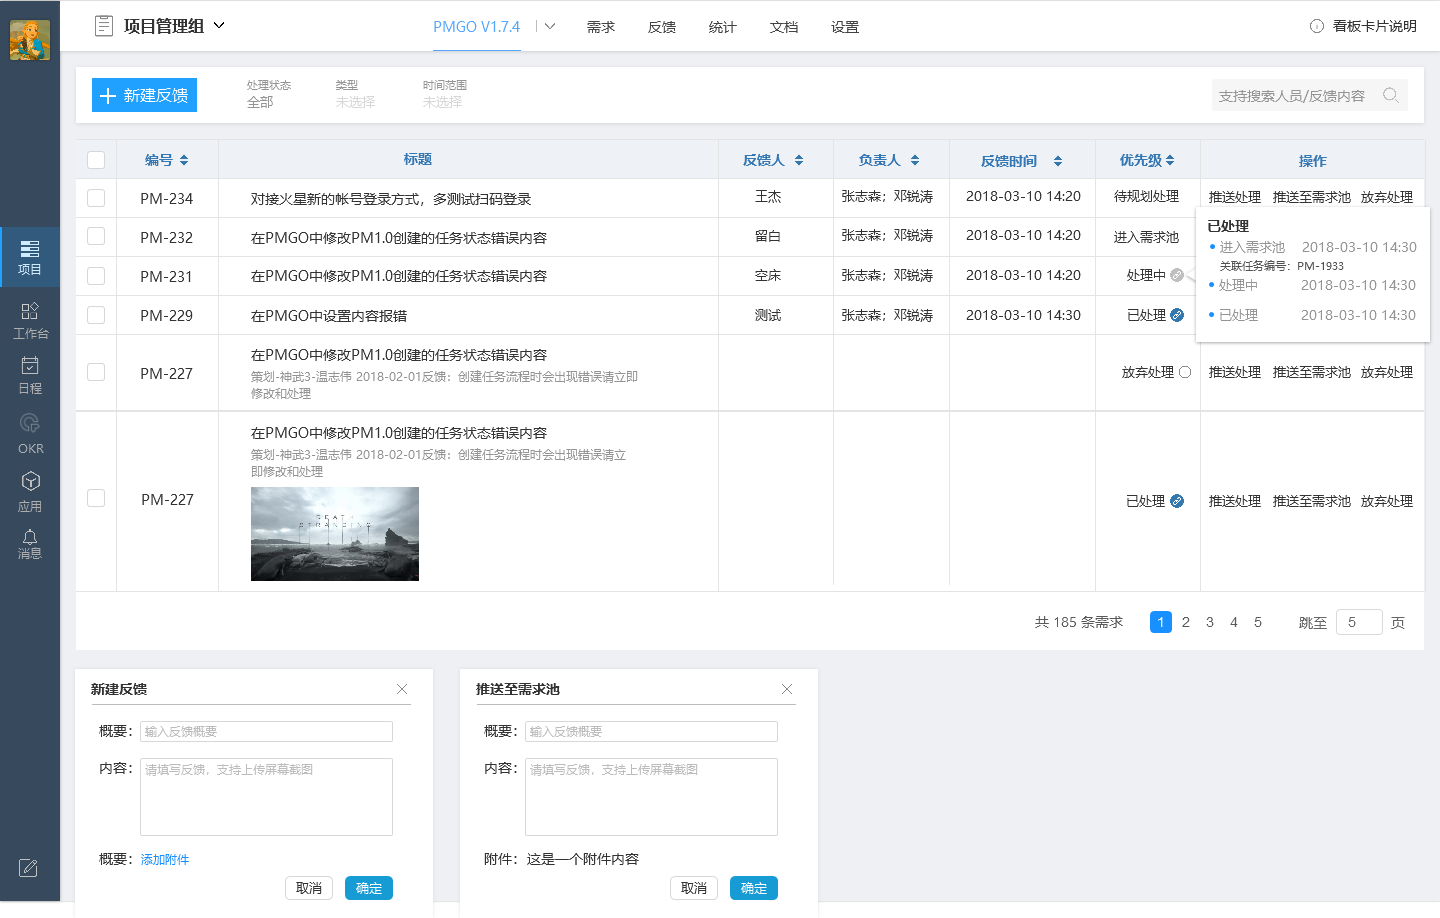 项目管理组
PMGO V1.7.4 需求 反馈 统计 文档 设置
看板卡片说明
新建反馈
处理状态 类型 时间范围
全部 未选择 未选择
支持搜索人员/反馈内容
编号 标题 反馈人 负责人 反馈时间 优先级 操作
PM-234 对接火星新的帐号登录方式，多测试扫码登录 王杰 张志森；邓锐涛 2018-03-10 14:20 待规划处理 推送处理 推送至需求池 放弃处理
PM-232 在PMGO中修改PM1.0创建的任务状态错误内容 留白 张志森；邓锐涛 2018-03-10 14:20 进入需求池
PM-231 在PMGO中修改PM1.0创建的任务状态错误内容 空床 张志森；邓锐涛 2018-03-10 14:20 处理中
PM-229 在PMGO中设置内容报错 测试 张志森；邓锐涛 2018-03-10 14:30 已处理
已处理
进入需求池 2018-03-10 14:30
关联任务编号：PM-1933
处理中 2018-03-10 14:30
已处理 2018-03-10 14:30
PM-227 在PMGO中修改PM1.0创建的任务状态错误内容
策划-神武3-温志伟 2018-02-01反馈：创建任务流程时会出现错误请立即
修改和处理
放弃处理 推送处理 推送至需求池 放弃处理
PM-227 在PMGO中修改PM1.0创建的任务状态错误内容
策划-神武3-温志伟 2018-02-01反馈：创建任务流程时会出现错误请立
即修改和处理
DEATH
STRANDING
已处理 推送处理 推送至需求池 放弃处理
共 185 条需求 1 2 3 4 5 跳至 5 页
项目
工作台
日程
OKR
应用
消息
新建反馈
概要： 输入反馈概要
内容： 请填写反馈，支持上传屏幕截图
概要： 添加附件
取消 确定
推送至需求池
概要： 输入反馈概要
内容： 请填写反馈，支持上传屏幕截图
附件： 这是一个附件内容
取消 确定